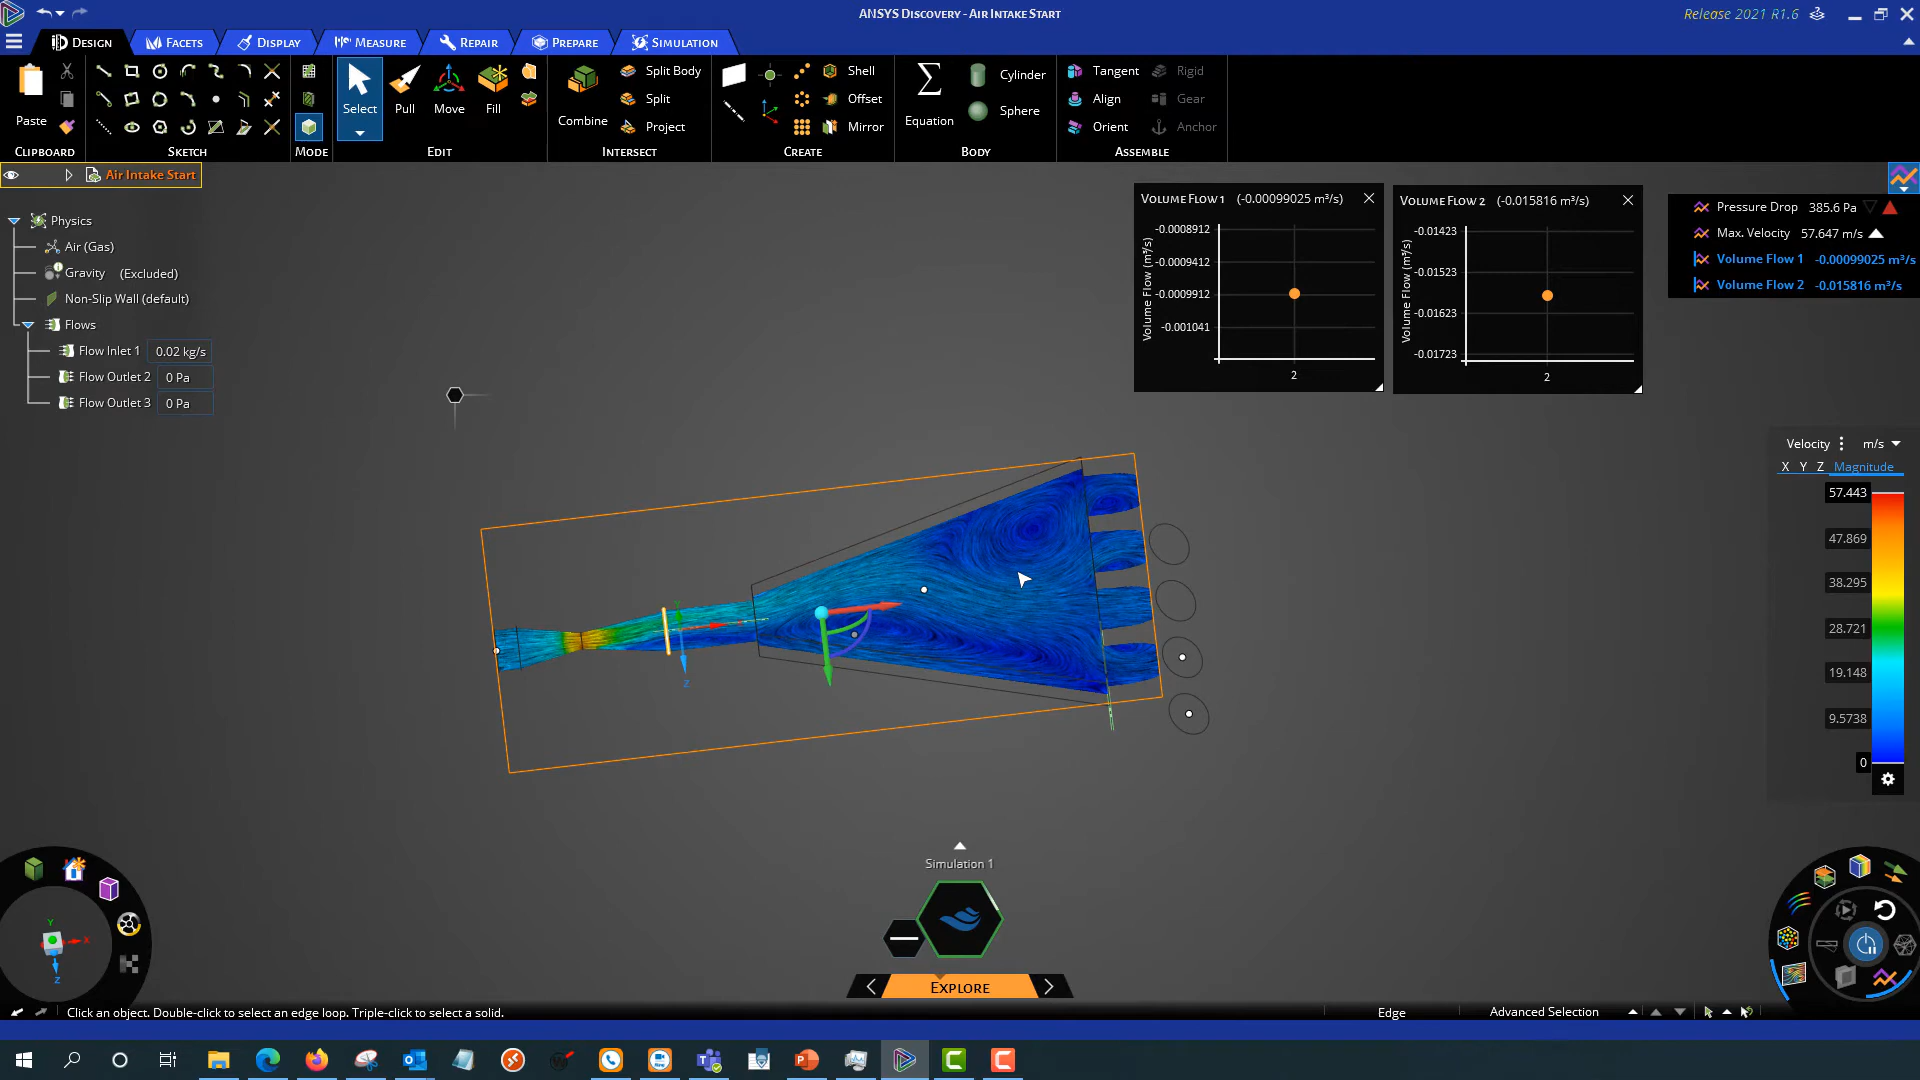 ANSYS Discovery - Air Intake Start
Release 2021 R1.6
Design
Facets
Display
Measure
Repair
Prepare
Simulation
Paste
Clipboard
Sketch
Mode
Select
Pull
Move
Fill
Edit
Combine
Split Body
Split
Project
Intersect
Shell
Offset
Mirror
Create
Equation
Cylinder
Sphere
Body
Tangent
Align
Orient
Rigid
Gear
Anchor
Assemble
Air Intake Start
Physics
Air (Gas)
Gravity (Excluded)
Non-Slip Wall (default)
Flows
Flow Inlet 1 0.02 kg/s
Flow Outlet 2 0 Pa
Flow Outlet 3 0 Pa
Volume Flow 1 (-0.00099025 m³/s)
Volume Flow (m³/s)
-0.0008912
-0.0009412
-0.0009912
-0.001041
2
Volume Flow 2 (-0.015816 m³/s)
Volume Flow (m³/s)
-0.01423
-0.01523
-0.01623
-0.01723
2
Pressure Drop 385.6 Pa
Max. Velocity 57.647 m/s
Volume Flow 1 -0.00099025 m³/s
Volume Flow 2 -0.015816 m³/s
Velocity m/s
X Y Z Magnitude
57.443
47.869
38.295
28.721
19.148
9.5738
0
Y
Z
Y
X
Z
Simulation 1
Explore
Click an object. Double-click to select an edge loop. Triple-click to select a solid.
Edge
Advanced Selection